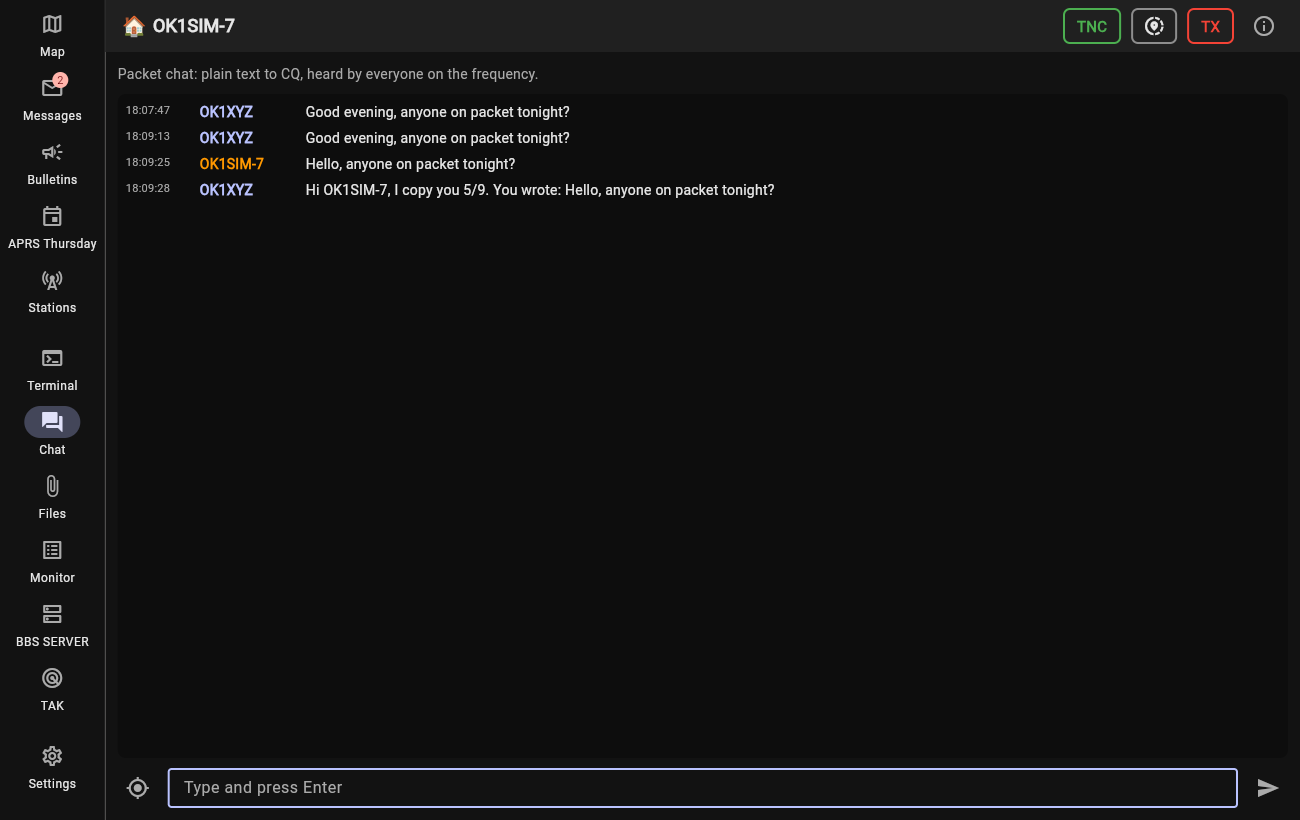 OK1SIM-7
TNC
TX
Map
2
Messages
Bulletins
APRS Thursday
Stations
Terminal
Chat
Files
Monitor
BBS SERVER
TAK
Settings
Packet chat: plain text to CQ, heard by everyone on the frequency.
18:07:47 OK1XYZ Good evening, anyone on packet tonight?
18:09:13 OK1XYZ Good evening, anyone on packet tonight?
18:09:25 OK1SIM-7 Hello, anyone on packet tonight?
18:09:28 OK1XYZ Hi OK1SIM-7, I copy you 5/9. You wrote: Hello, anyone on packet tonight?
Type and press Enter